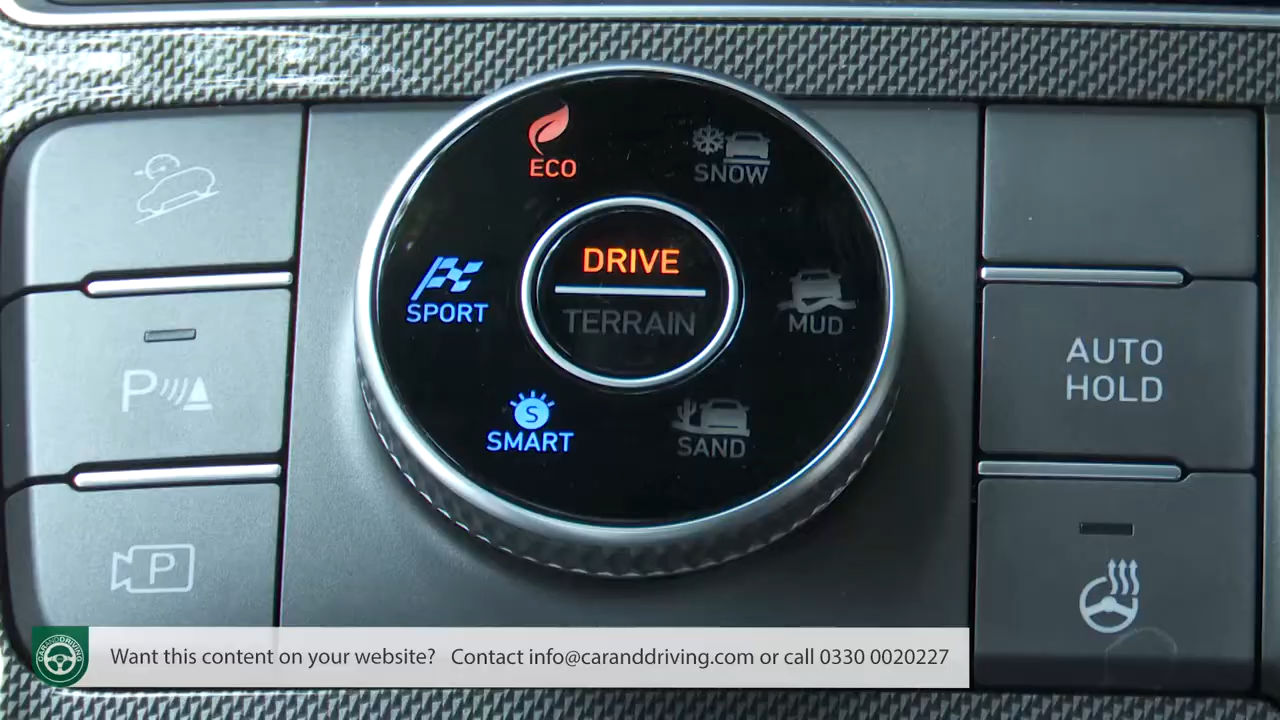 ECO
SNOW
DRIVE
TERRAIN
SPORT
MUD
S
SMART
SAND
P
P
AUTO
HOLD
CARANDDRIVING
Want this content on your website? Contact info@caranddriving.com or call 0330 0020227